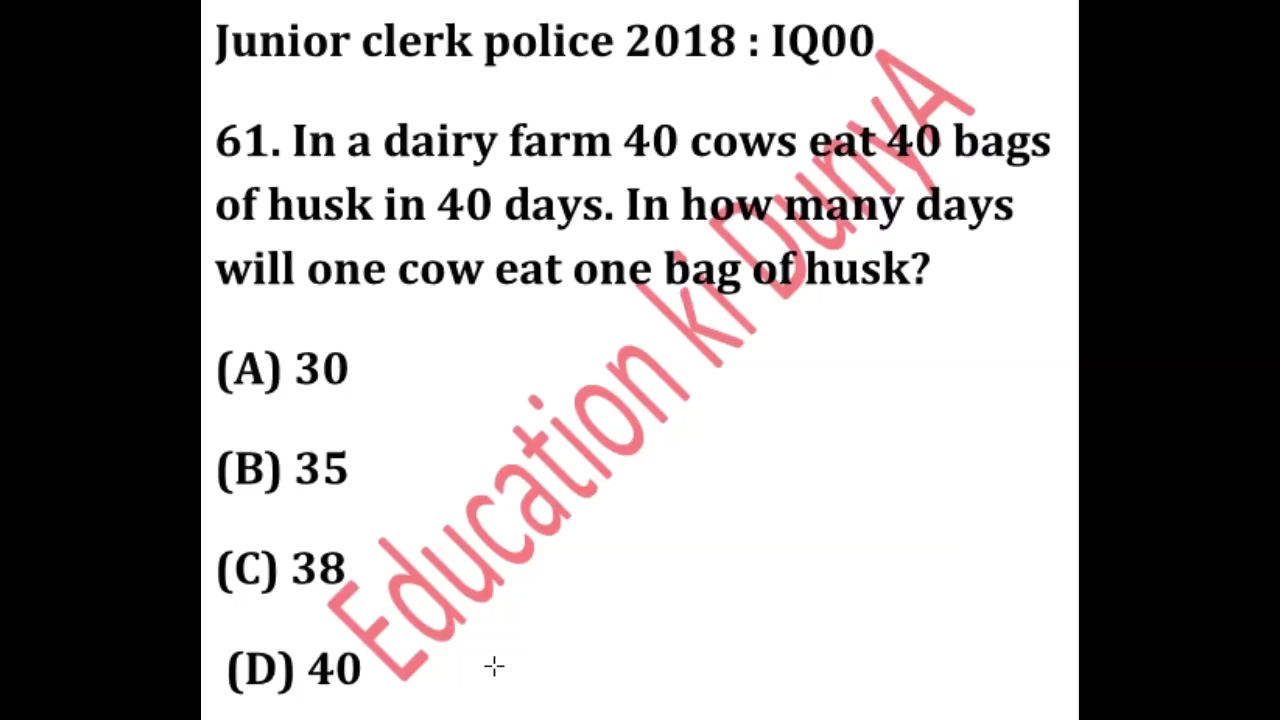 Junior clerk police 2018 : IQ00
61. In a dairy farm 40 cows eat 40 bags
of husk in 40 days. In how many days
will one cow eat one bag of husk?
(A) 30
(B) 35
(C) 38
(D) 40
Education ki DunyA